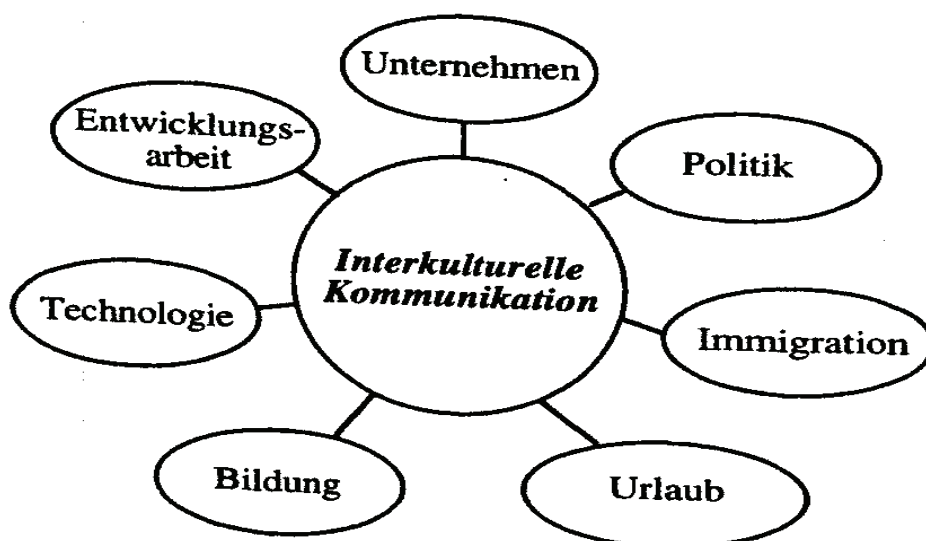 Unternehmen
Entwicklungs-
arbeit
Politik
Interkulturelle
Kommunikation
Technologie
Immigration
Bildung
Urlaub